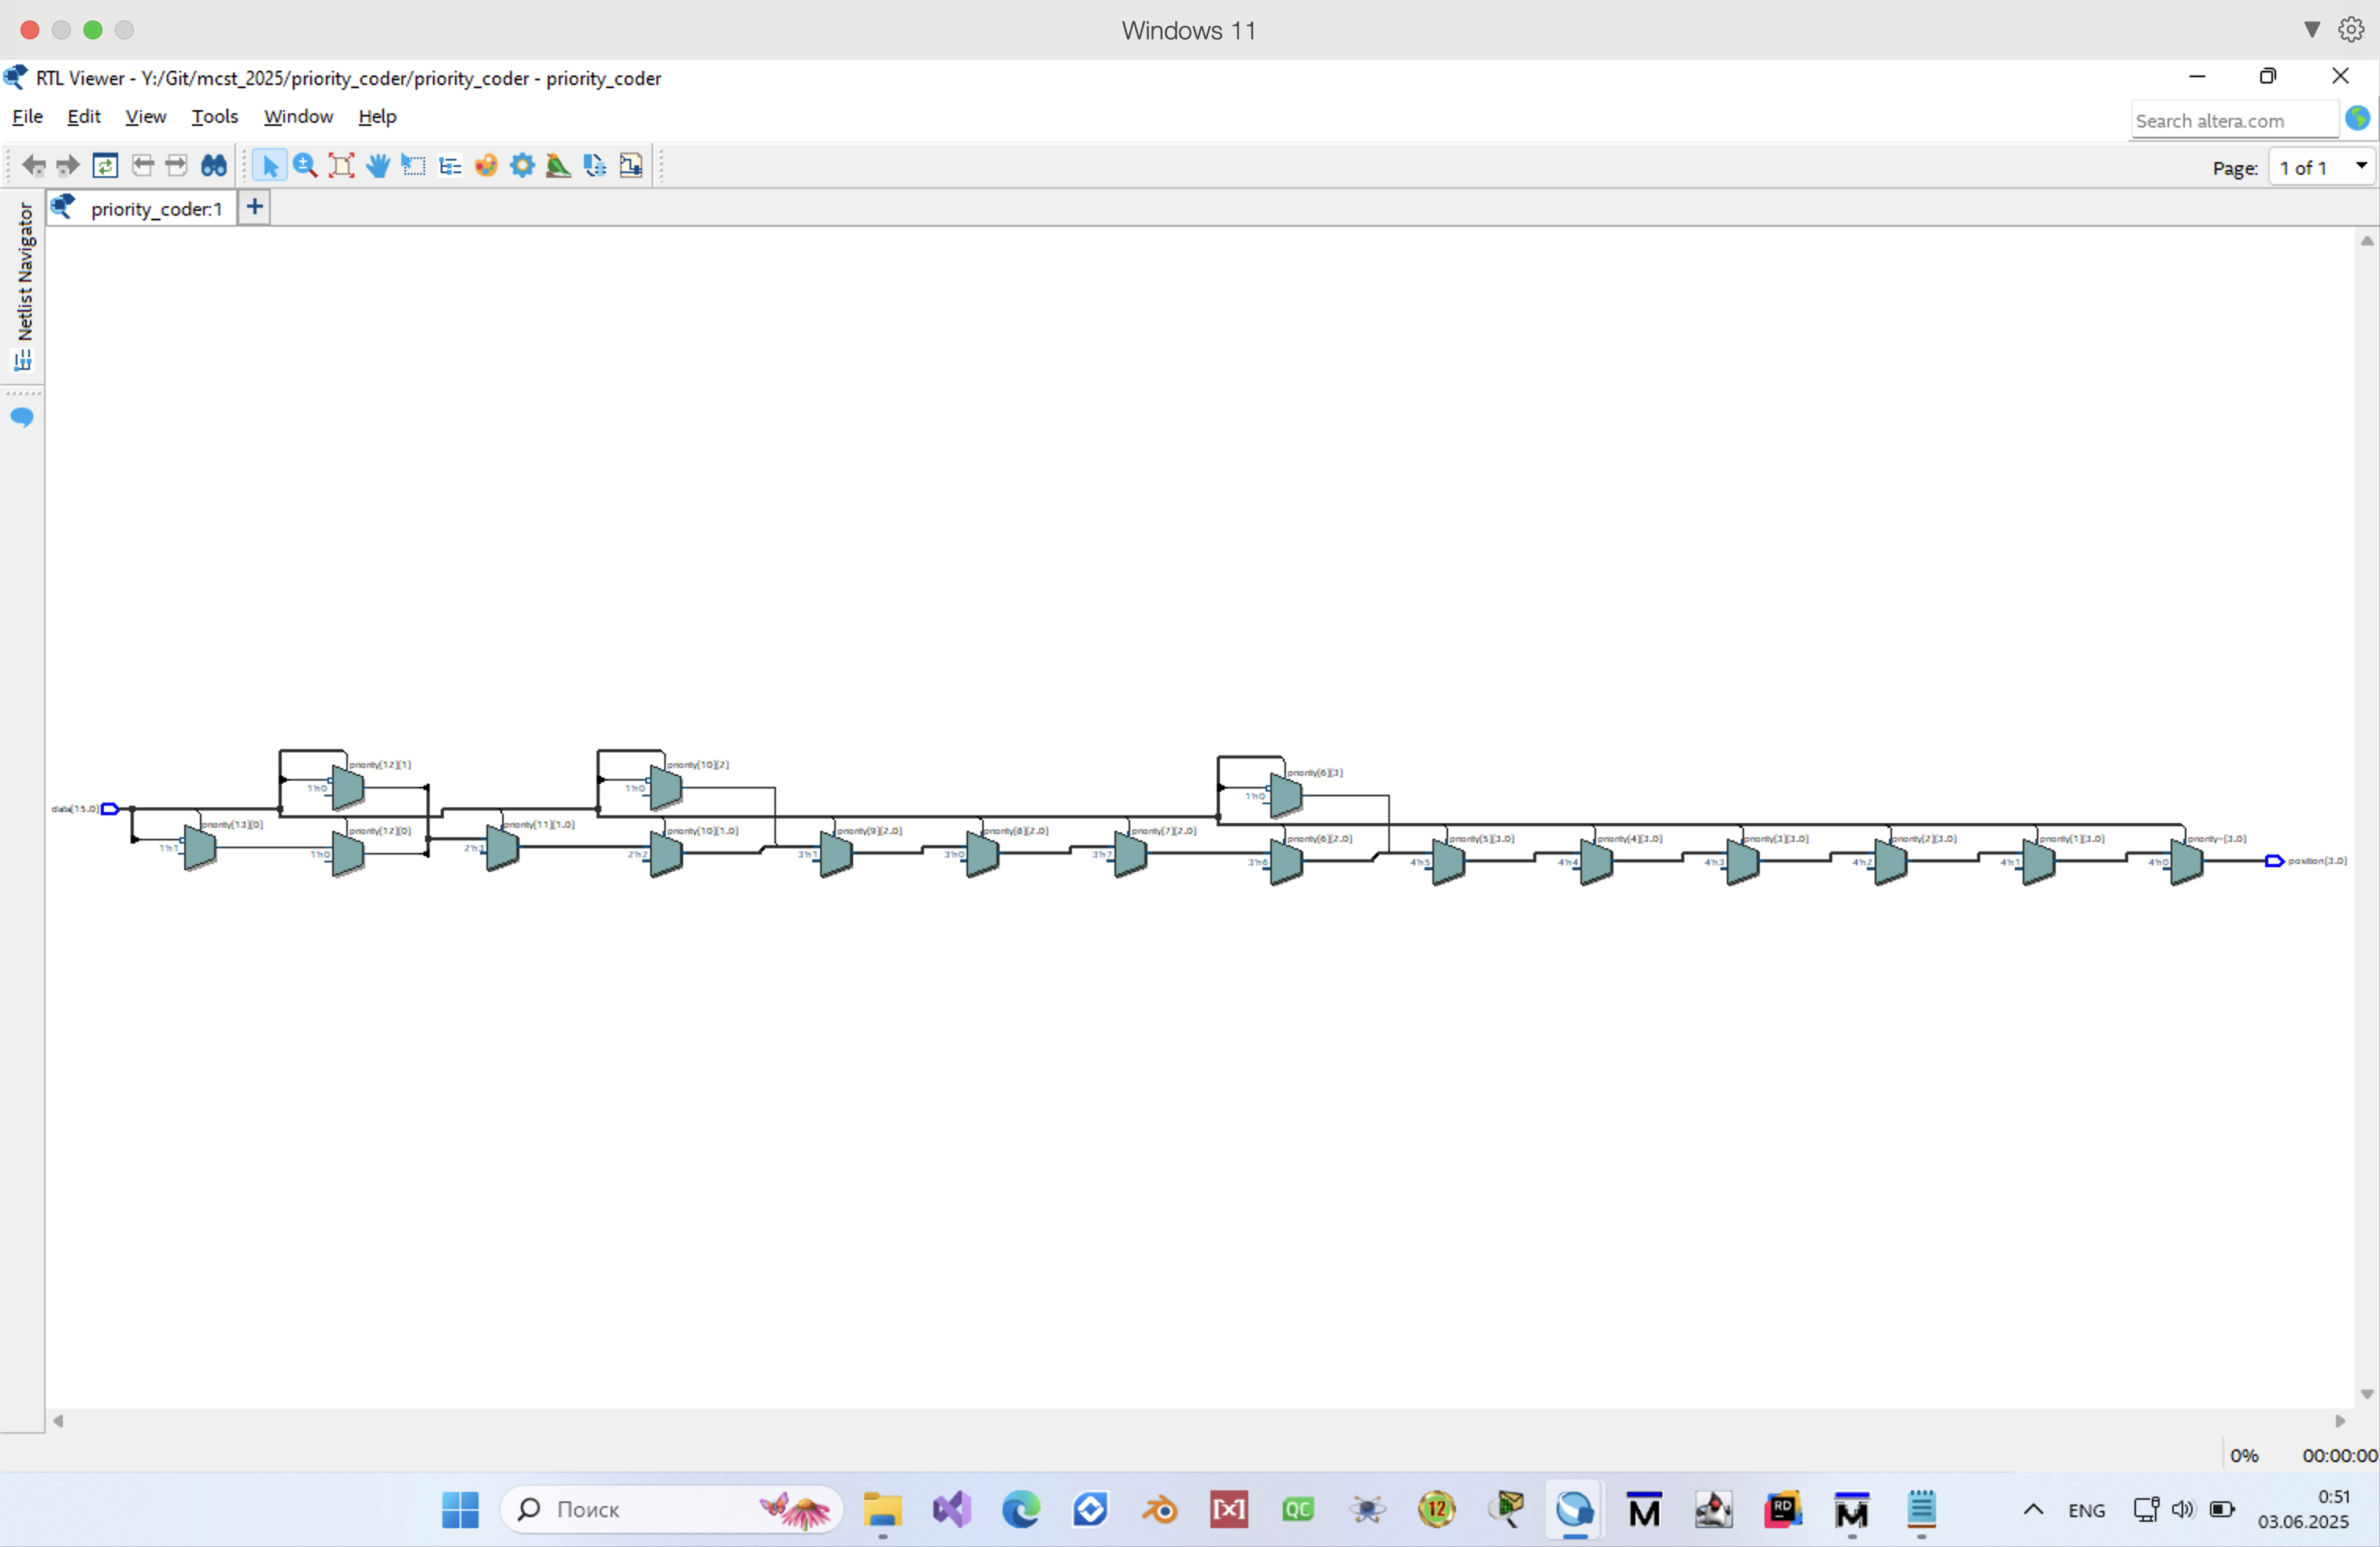 Windows 11
RTL Viewer - Y:/Git/mcst_2025/priority_coder/priority_coder - priority_coder
File Edit View Tools Window Help
Search altera.com
Page: 1 of 1
priority_coder:1
Netlist Navigator
priority[12][1]
priority[10][2]
priority[6][3]
1'h0
1'h0
1'h0
data[15..0]
priority[13][0]
priority[12][0]
priority[11][1..0]
priority[10][1..0]
priority[9][2..0]
priority[8][2..0]
priority[7][2..0]
priority[6][2..0]
priority[5][3..0]
priority[4][3..0]
priority[3][3..0]
priority[2][3..0]
priority[1][3..0]
priority~[3..0]
1'h1
1'h0
2'h3
2'h2
3'h1
3'h0
3'h7
3'h6
4'h5
4'h4
4'h3
4'h2
4'h1
4'h0
position[3..0]
0% 00:00:00
Поиск
12
QC
RD
ENG
0:51
03.06.2025